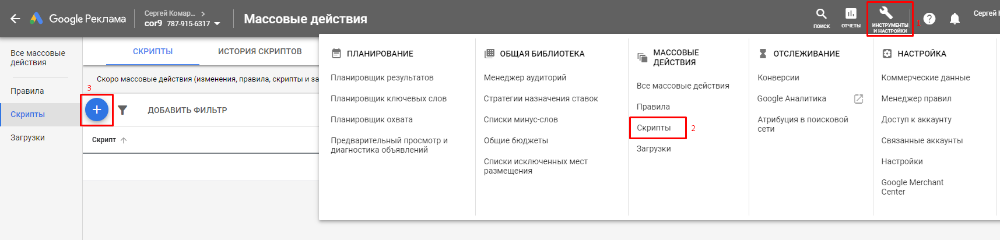 Google Реклама
Сергей Комар...
cor9 787-915-6317
Массовые действия
ПОИСК
ОТЧЕТЫ
ИНСТРУМЕНТЫ
И НАСТРОЙКИ
1
Сергей К
Все массовые
действия
Правила
Скрипты
Загрузки
СКРИПТЫ
ИСТОРИЯ СКРИПТОВ
Скоро массовые действия (изменения, правила, скрипты и за
3
ДОБАВИТЬ ФИЛЬТР
Скрипт
ПЛАНИРОВАНИЕ
Планировщик результатов
Планировщик ключевых слов
Планировщик охвата
Предварительный просмотр и
диагностика объявлений
ОБЩАЯ БИБЛИОТЕКА
Менеджер аудиторий
Стратегии назначения ставок
Списки минус-слов
Общие бюджеты
Списки исключенных мест
размещения
МАССОВЫЕ
ДЕЙСТВИЯ
Все массовые действия
Правила
Скрипты
2
Загрузки
ОТСЛЕЖИВАНИЕ
Конверсии
Google Аналитика
Атрибуция в поисковой
сети
НАСТРОЙКА
Коммерческие данные
Менеджер правил
Доступ к аккаунту
Связанные аккаунты
Настройки
Google Merchant
Center